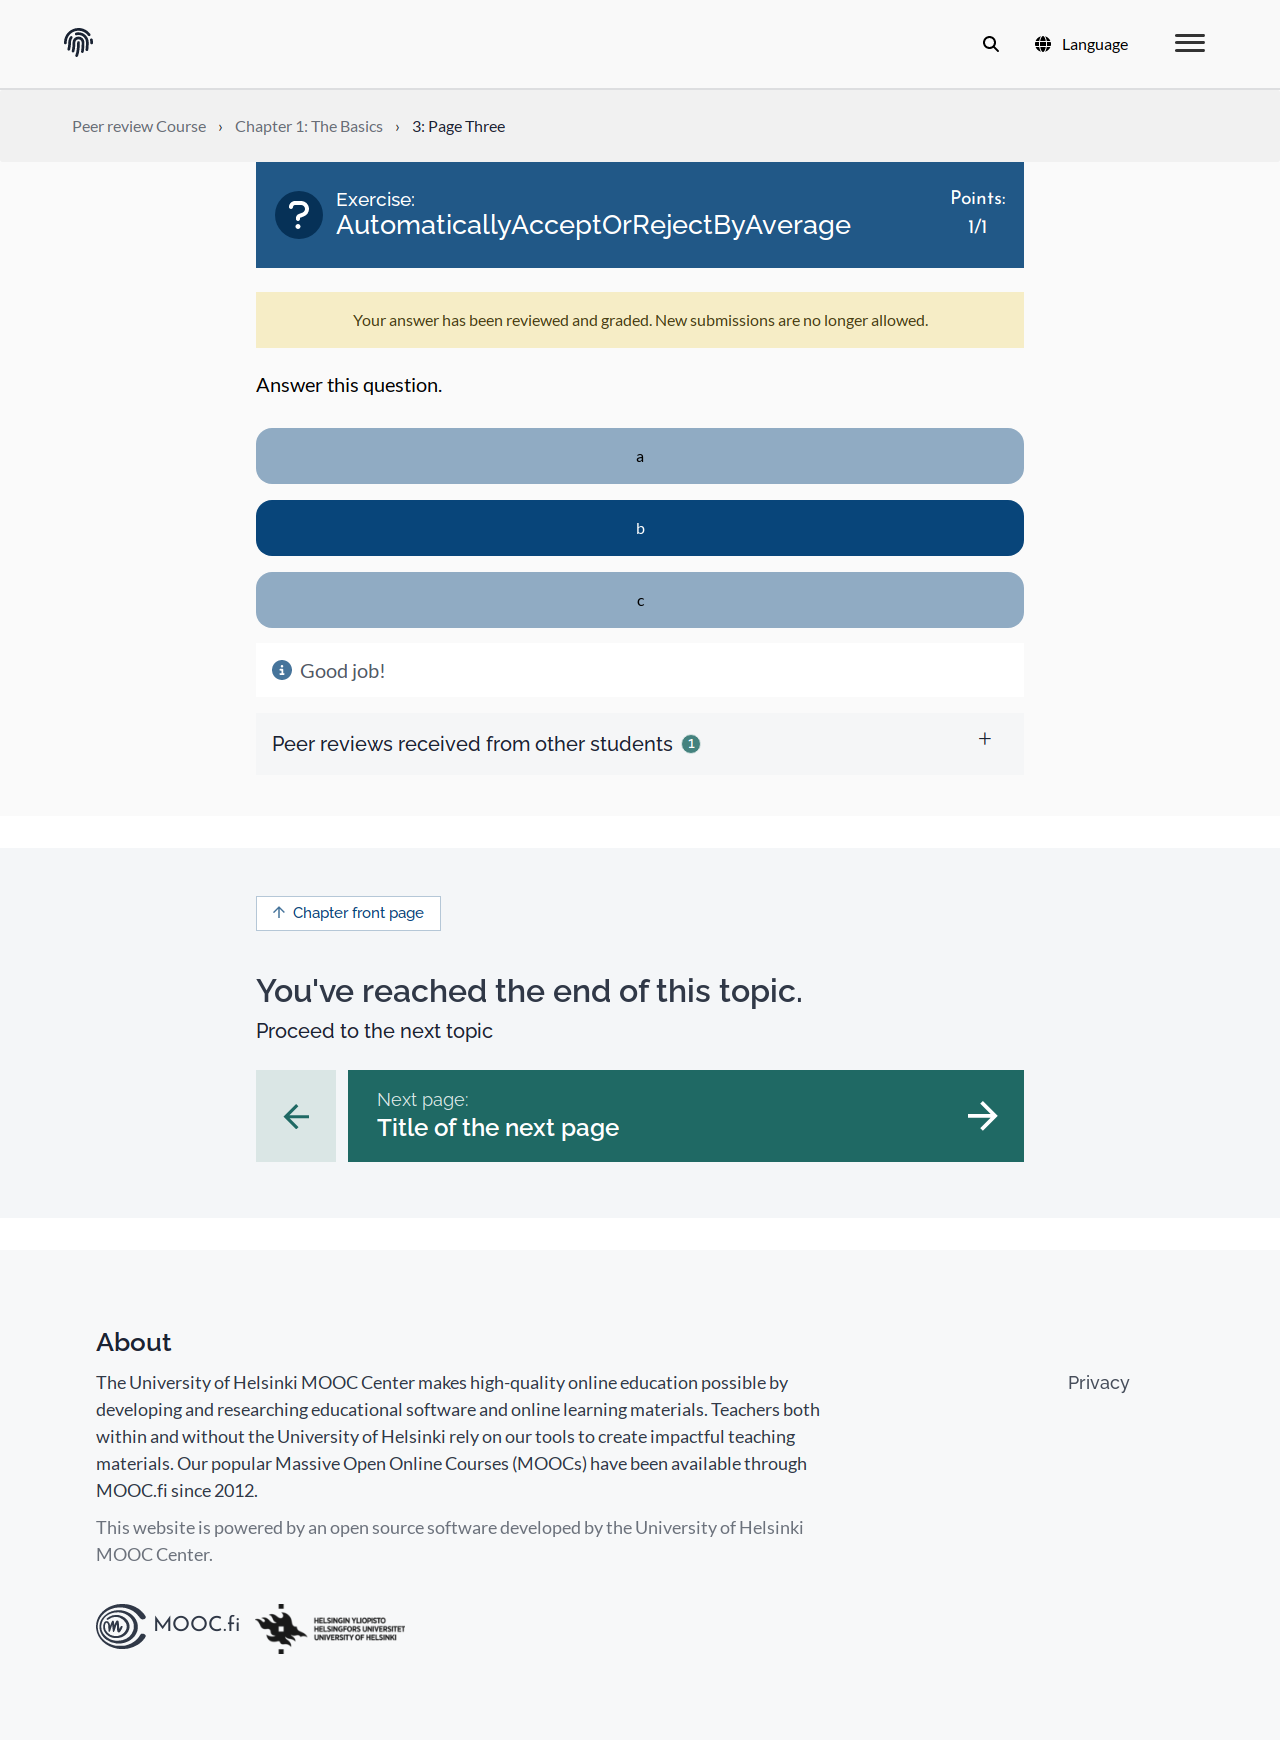 Language
Peer review Course › Chapter 1: The Basics › 3: Page Three
Exercise:
AutomaticallyAcceptOrRejectByAverage
Points:
1/1
Your answer has been reviewed and graded. New submissions are no longer allowed.
Answer this question.
a
b
c
Good job!
Peer reviews received from other students 1
Chapter front page
You've reached the end of this topic.
Proceed to the next topic
Next page:
Title of the next page
About
The University of Helsinki MOOC Center makes high-quality online education possible by
developing and researching educational software and online learning materials. Teachers both
within and without the University of Helsinki rely on our tools to create impactful teaching
materials. Our popular Massive Open Online Courses (MOOCs) have been available through
MOOC.fi since 2012.
This website is powered by an open source software developed by the University of Helsinki
MOOC Center.
Privacy
MOOC.fi
HELSINGIN YLIOPISTO
HELSINGFORS UNIVERSITET
UNIVERSITY OF HELSINKI